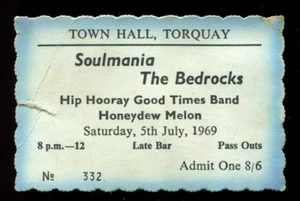 TOWN HALL, TORQUAY
Soulmania
The Bedrocks
Hip Hooray Good Times Band
Honeydew Melon
Saturday, 5th July, 1969
8 p.m.—12 Late Bar Pass Outs
Admit One 8/6
No 332